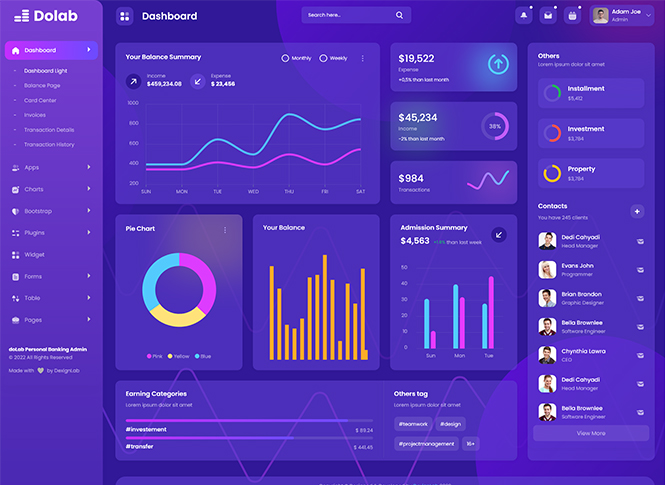 Dolab
Dashboard
Search here...
Adam Joe
Admin
Dashboard
- Dashboard Light
- Balance Page
- Card Center
- Invoices
- Transaction Details
- Transaction History
Apps
Charts
Bootstrap
Plugins
Widget
Forms
Table
Pages
doLab Personal Banking Admin
© 2022 All Rights Reserved
Made with by DesignLab
Your Balance Summary
Monthly
Weekly
Income
$459,234.08
Expense
$ 23,456
1000
800
600
400
200
SUN MON TUE WED THU FRI SAT
$19,522
Expense
+0,5% than last month
$45,234
Income
-2% than last month
38%
$984
Transactions
Pie Chart
Pink Yellow Blue
Your Balance
Admission Summary
$4,563
than last week
50
40
30
20
10
0
Sun Mon Tue
Earning Categories
Lorem ipsum dolor sit amet
#investement
$ 89.24
#transfer
$ 441.45
Others tag
Lorem ipsum dolor sit amet
#teamwork
#design
#projectmanagement
16+
Others
Lorem ipsum dolor sit amet
Installment
$5,412
Investment
$3,784
Property
$3,784
Contacts
You have 245 clients
Dedi Cahyadi
Head Manager
Evans John
Programmer
Brian Brandon
Graphic Designer
Bella Brownlee
Software Engineer
Chynthia Lawra
CEO
Dedi Cahyadi
Head Manager
Bella Brownlee
Software Engineer
View More